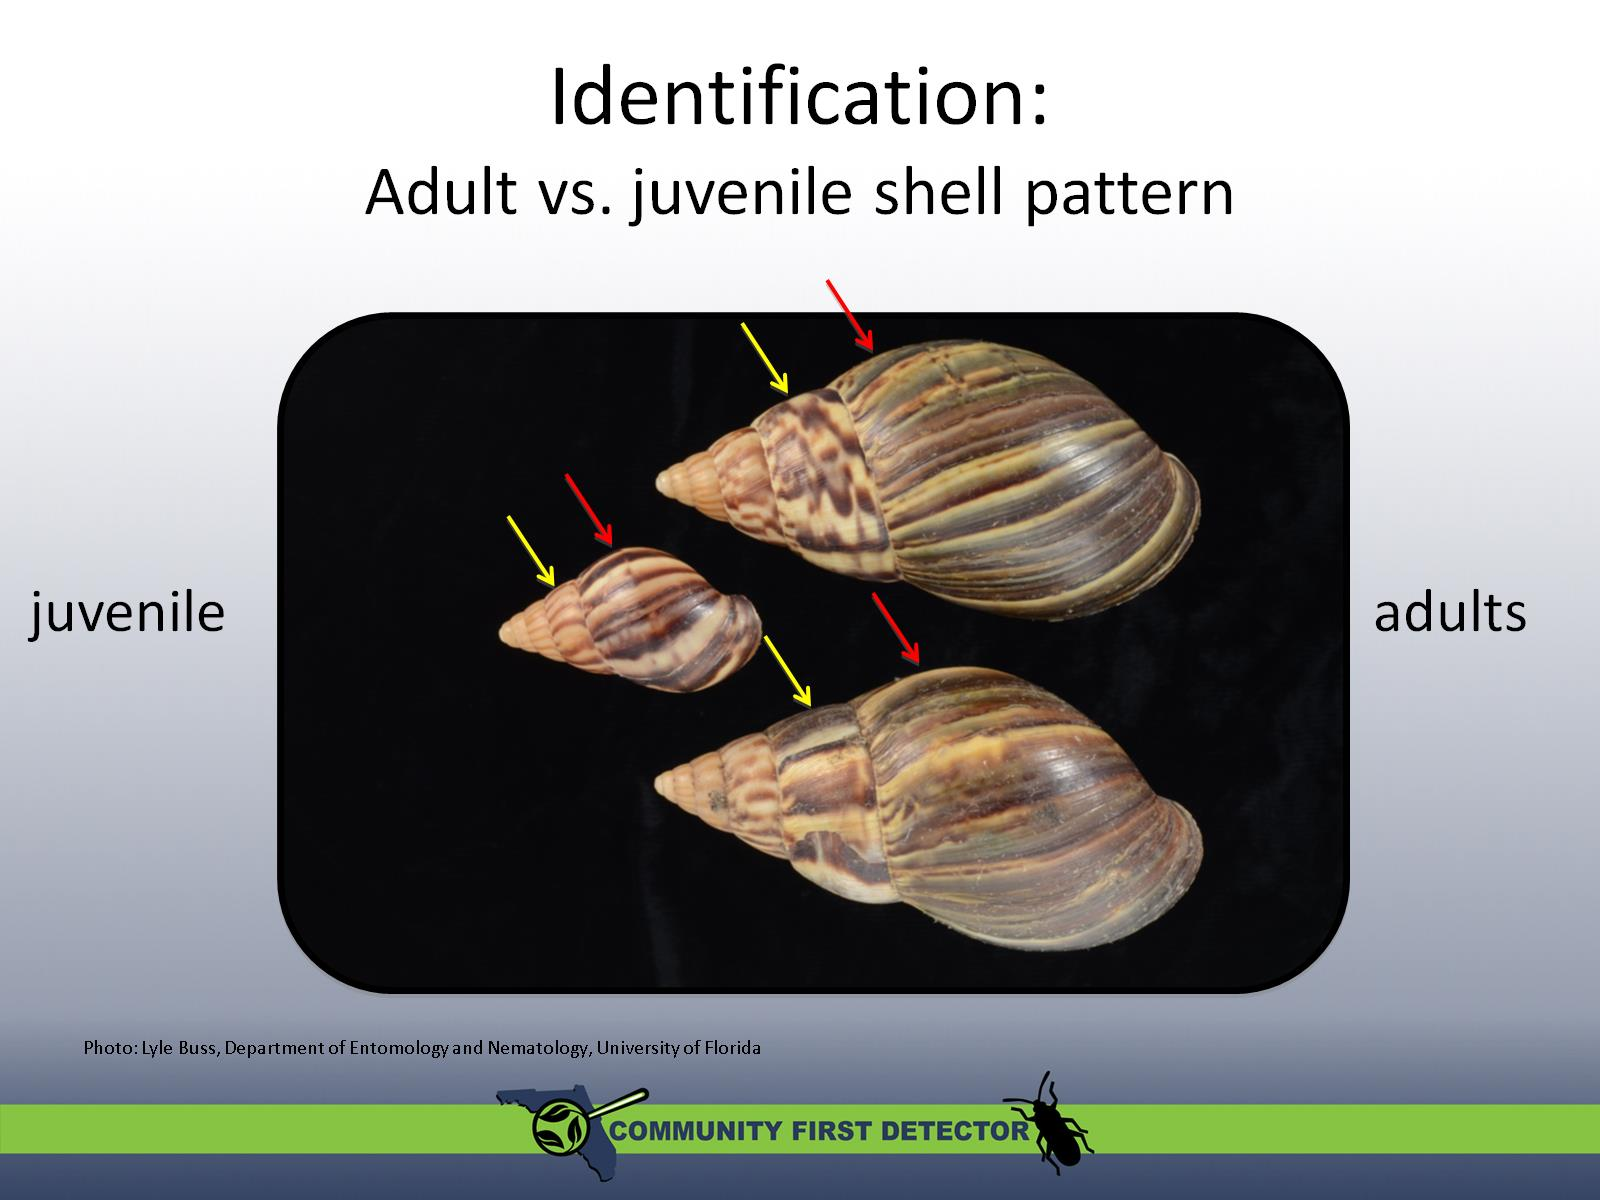 Identification:
Adult vs. juvenile shell pattern
juvenile
adults
Photo: Lyle Buss, Department of Entomology and Nematology, University of Florida
COMMUNITY FIRST DETECTOR